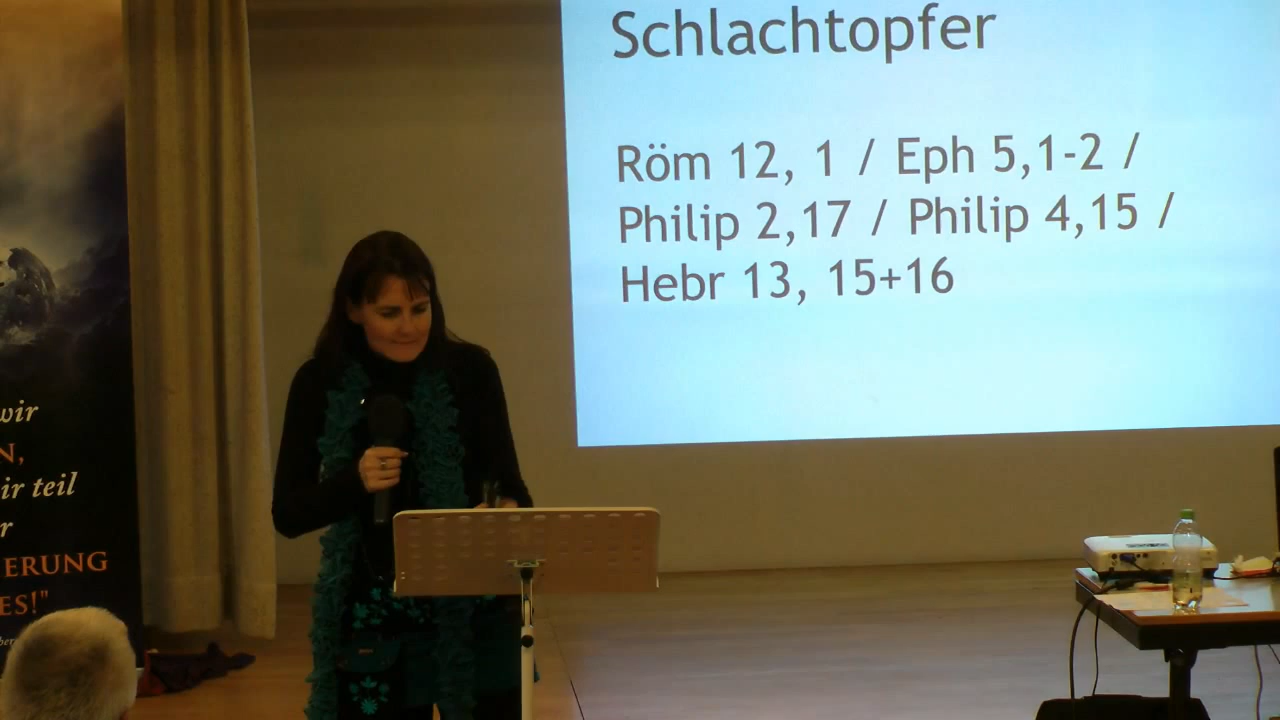 Schlachtopfer
Röm 12, 1 / Eph 5,1-2 /
Philip 2,17 / Philip 4,15 /
Hebr 13, 15+16
wir
N,
ir teil
r
ERUNG
ES!"